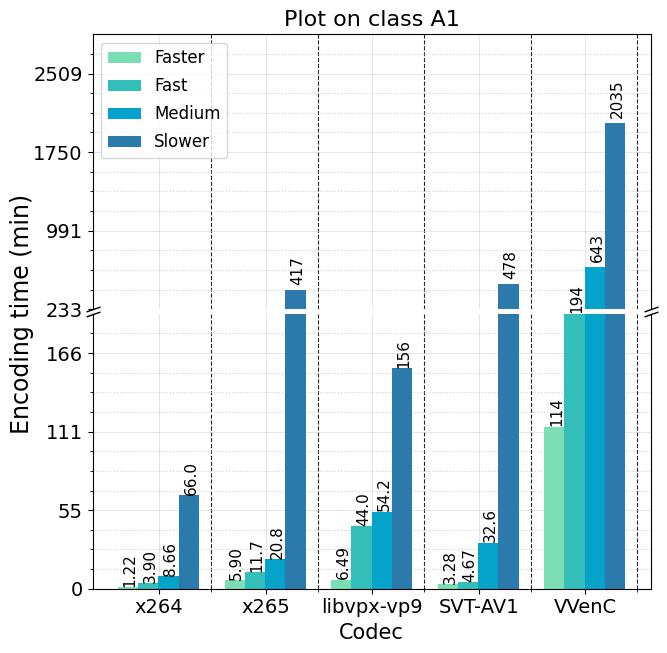 Plot on class A1
Faster
Fast
Medium
Slower
Encoding time (min)
2509
1750
991
233
166
111
55
0
1.22
3.90
8.66
66.0
5.90
11.7
20.8
417
6.49
44.0
54.2
156
3.28
4.67
32.6
478
114
194
643
2035
x264
x265
libvpx-vp9
SVT-AV1
VVenC
Codec